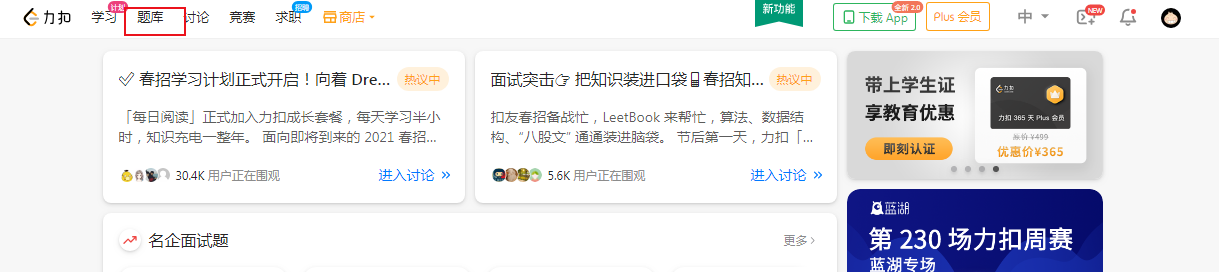 力扣 学习 计划 题库 讨论 竞赛 求职 招聘 商店 新功能 下载 App 全新 2.0 Plus 会员 中 NEW
春招学习计划正式开启！向着 Dre... 热议中
「每日阅读」正式加入力扣成长套餐，每天学习半小
时，知识充电一整年。 面向即将到来的 2021 春招...
30.4K 用户正在围观 进入讨论 »
面试突击👉 把知识装进口袋📱春招知... 热议中
扣友春招备战忙，LeetBook 来帮忙，算法、数据结
构、“八股文” 通通装进脑袋。 节后第一天，力扣「...
5.6K 用户正在围观 进入讨论 »
带上学生证
享教育优惠
即刻认证
力扣
力扣 365 天 Plus 会员
原价 ¥499
优惠价¥365
名企面试题 更多 >
蓝湖
第 230 场力扣周赛
蓝湖专场